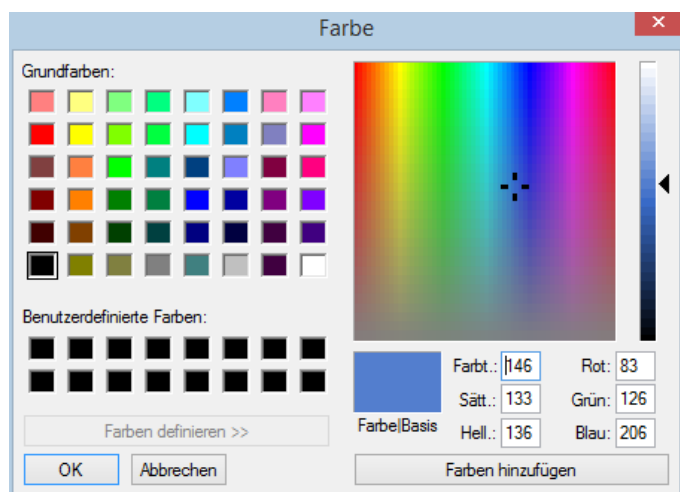 Farbe
Grundfarben:
Benutzerdefinierte Farben:
Farben definieren >>
OK Abbrechen
Farbe|Basis
Farbt.: 146 Rot: 83
Sätt.: 133 Grün: 126
Hell.: 136 Blau: 206
Farben hinzufügen